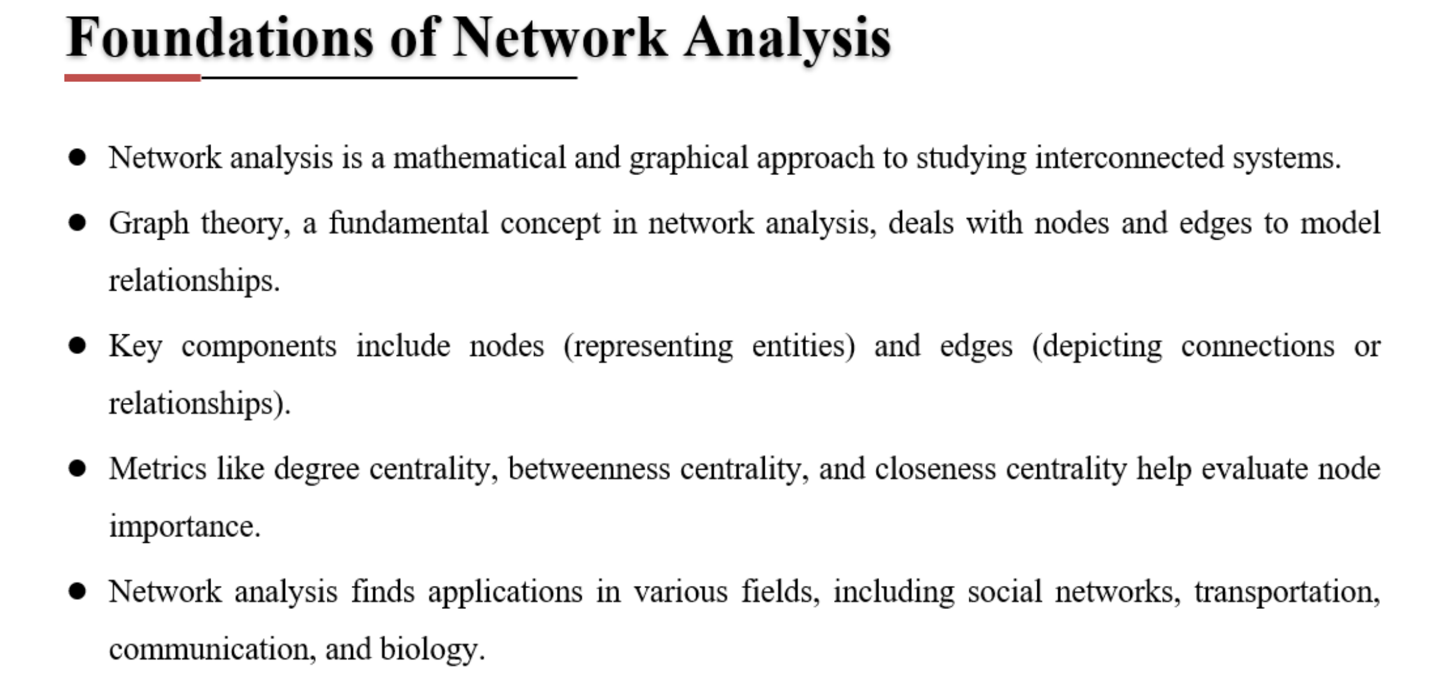 Foundations of Network Analysis
● Network analysis is a mathematical and graphical approach to studying interconnected systems.
● Graph theory, a fundamental concept in network analysis, deals with nodes and edges to model
relationships.
● Key components include nodes (representing entities) and edges (depicting connections or
relationships).
● Metrics like degree centrality, betweenness centrality, and closeness centrality help evaluate node
importance.
● Network analysis finds applications in various fields, including social networks, transportation,
communication, and biology.